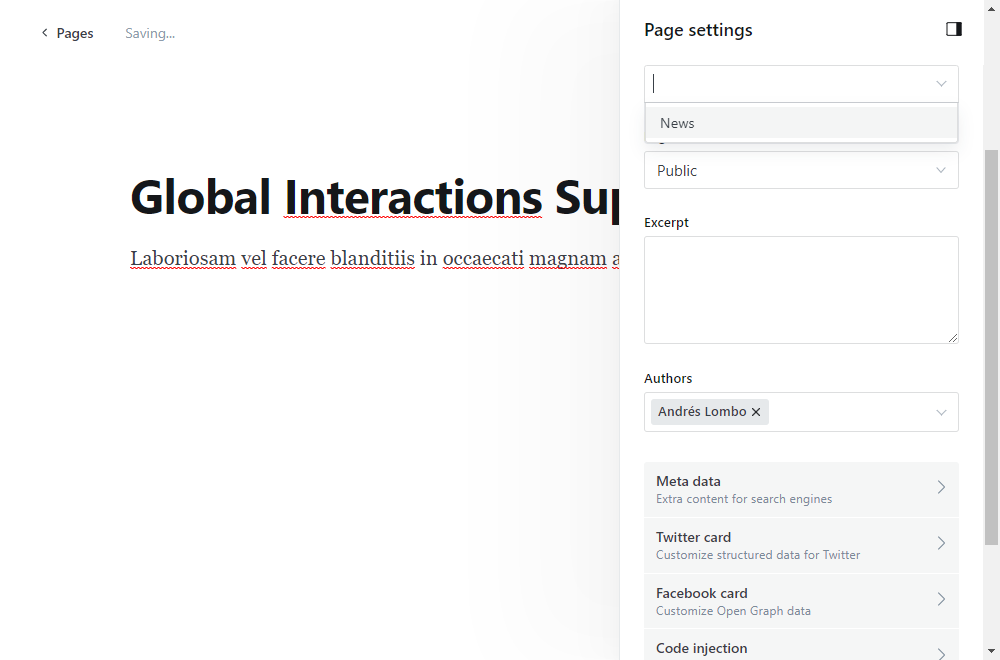 Pages
Saving...
Page settings
News
Public
Global Interactions
Laboriosam vel facere blanditiis in occaecati magnam
Excerpt
Authors
Andrés Lombo
Meta data
Extra content for search engines
Twitter card
Customize structured data for Twitter
Facebook card
Customize Open Graph data
Code injection